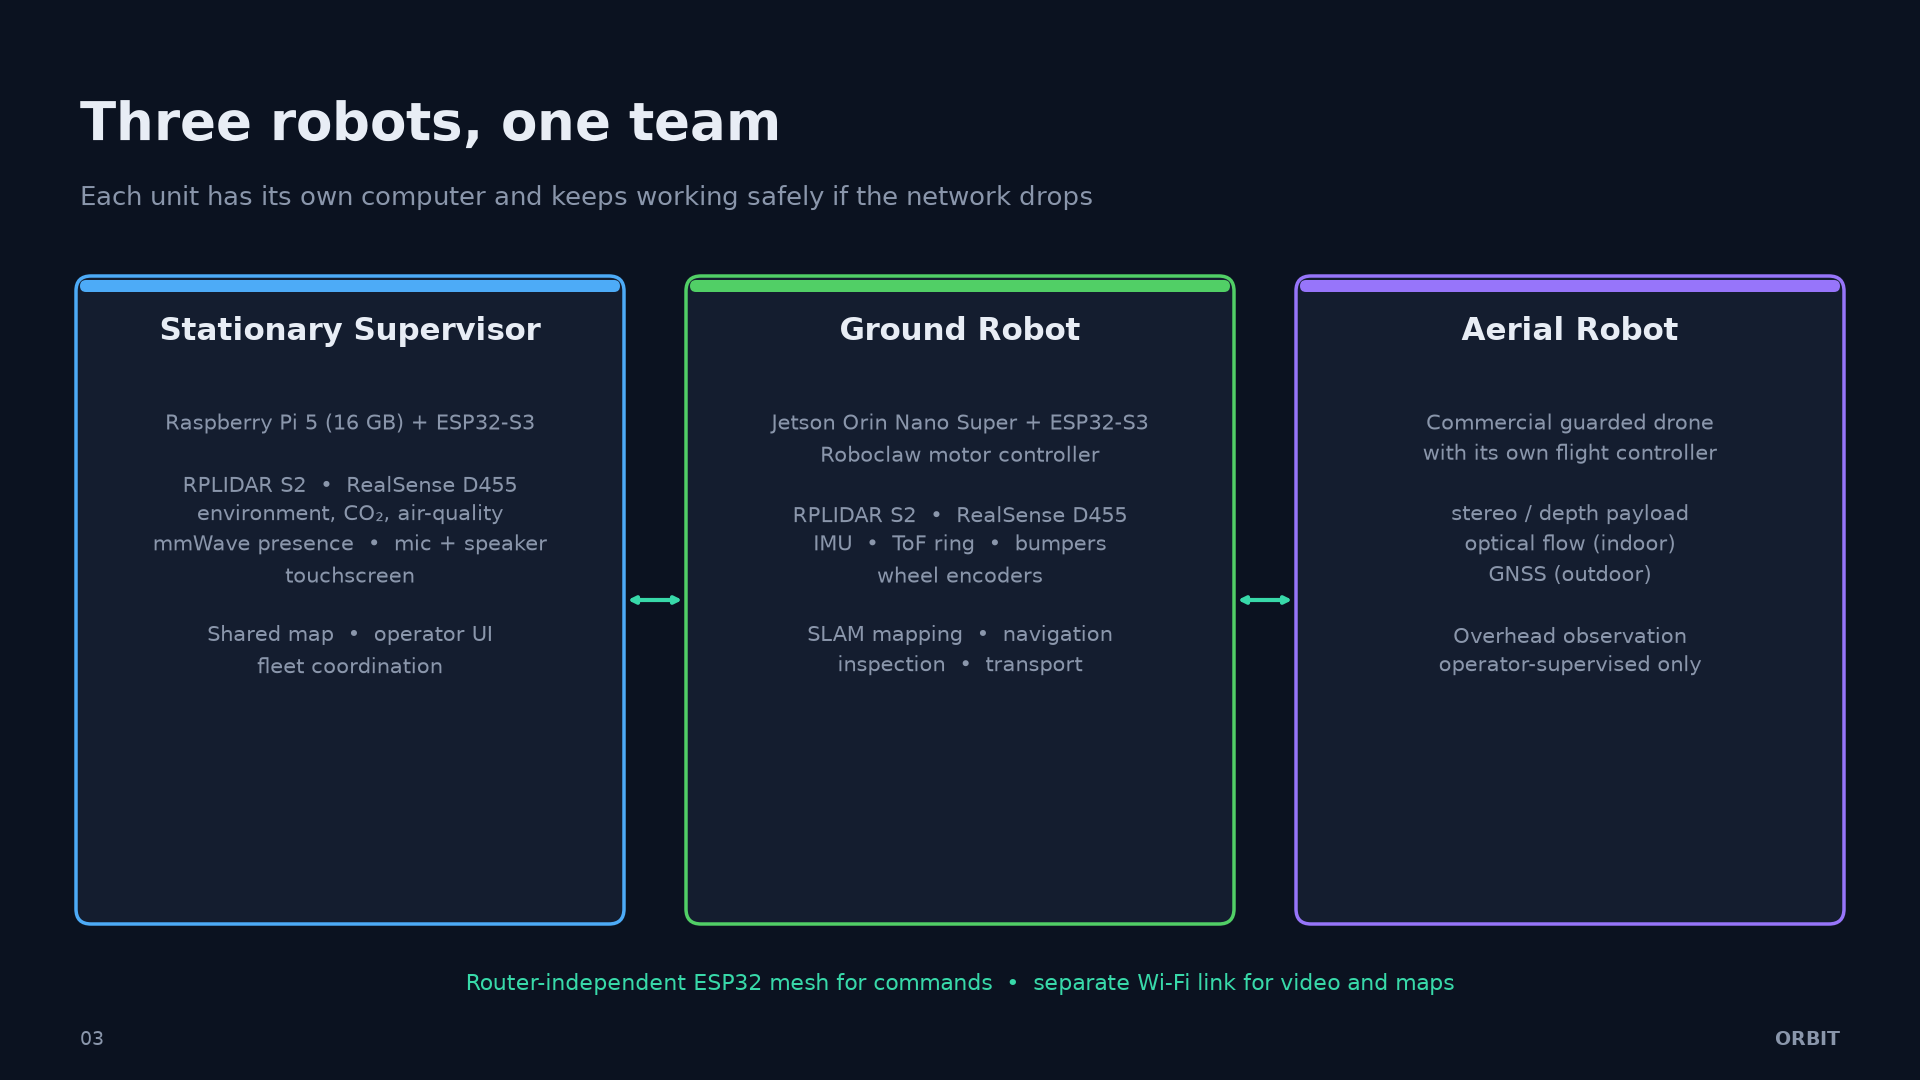 Three robots, one team
Each unit has its own computer and keeps working safely if the network drops
Stationary Supervisor
Raspberry Pi 5 (16 GB) + ESP32-S3
RPLIDAR S2 • RealSense D455
environment, CO₂, air-quality
mmWave presence • mic + speaker
touchscreen
Shared map • operator UI
fleet coordination
Ground Robot
Jetson Orin Nano Super + ESP32-S3
Roboclaw motor controller
RPLIDAR S2 • RealSense D455
IMU • ToF ring • bumpers
wheel encoders
SLAM mapping • navigation
inspection • transport
Aerial Robot
Commercial guarded drone
with its own flight controller
stereo / depth payload
optical flow (indoor)
GNSS (outdoor)
Overhead observation
operator-supervised only
Router-independent ESP32 mesh for commands • separate Wi-Fi link for video and maps
03
ORBIT